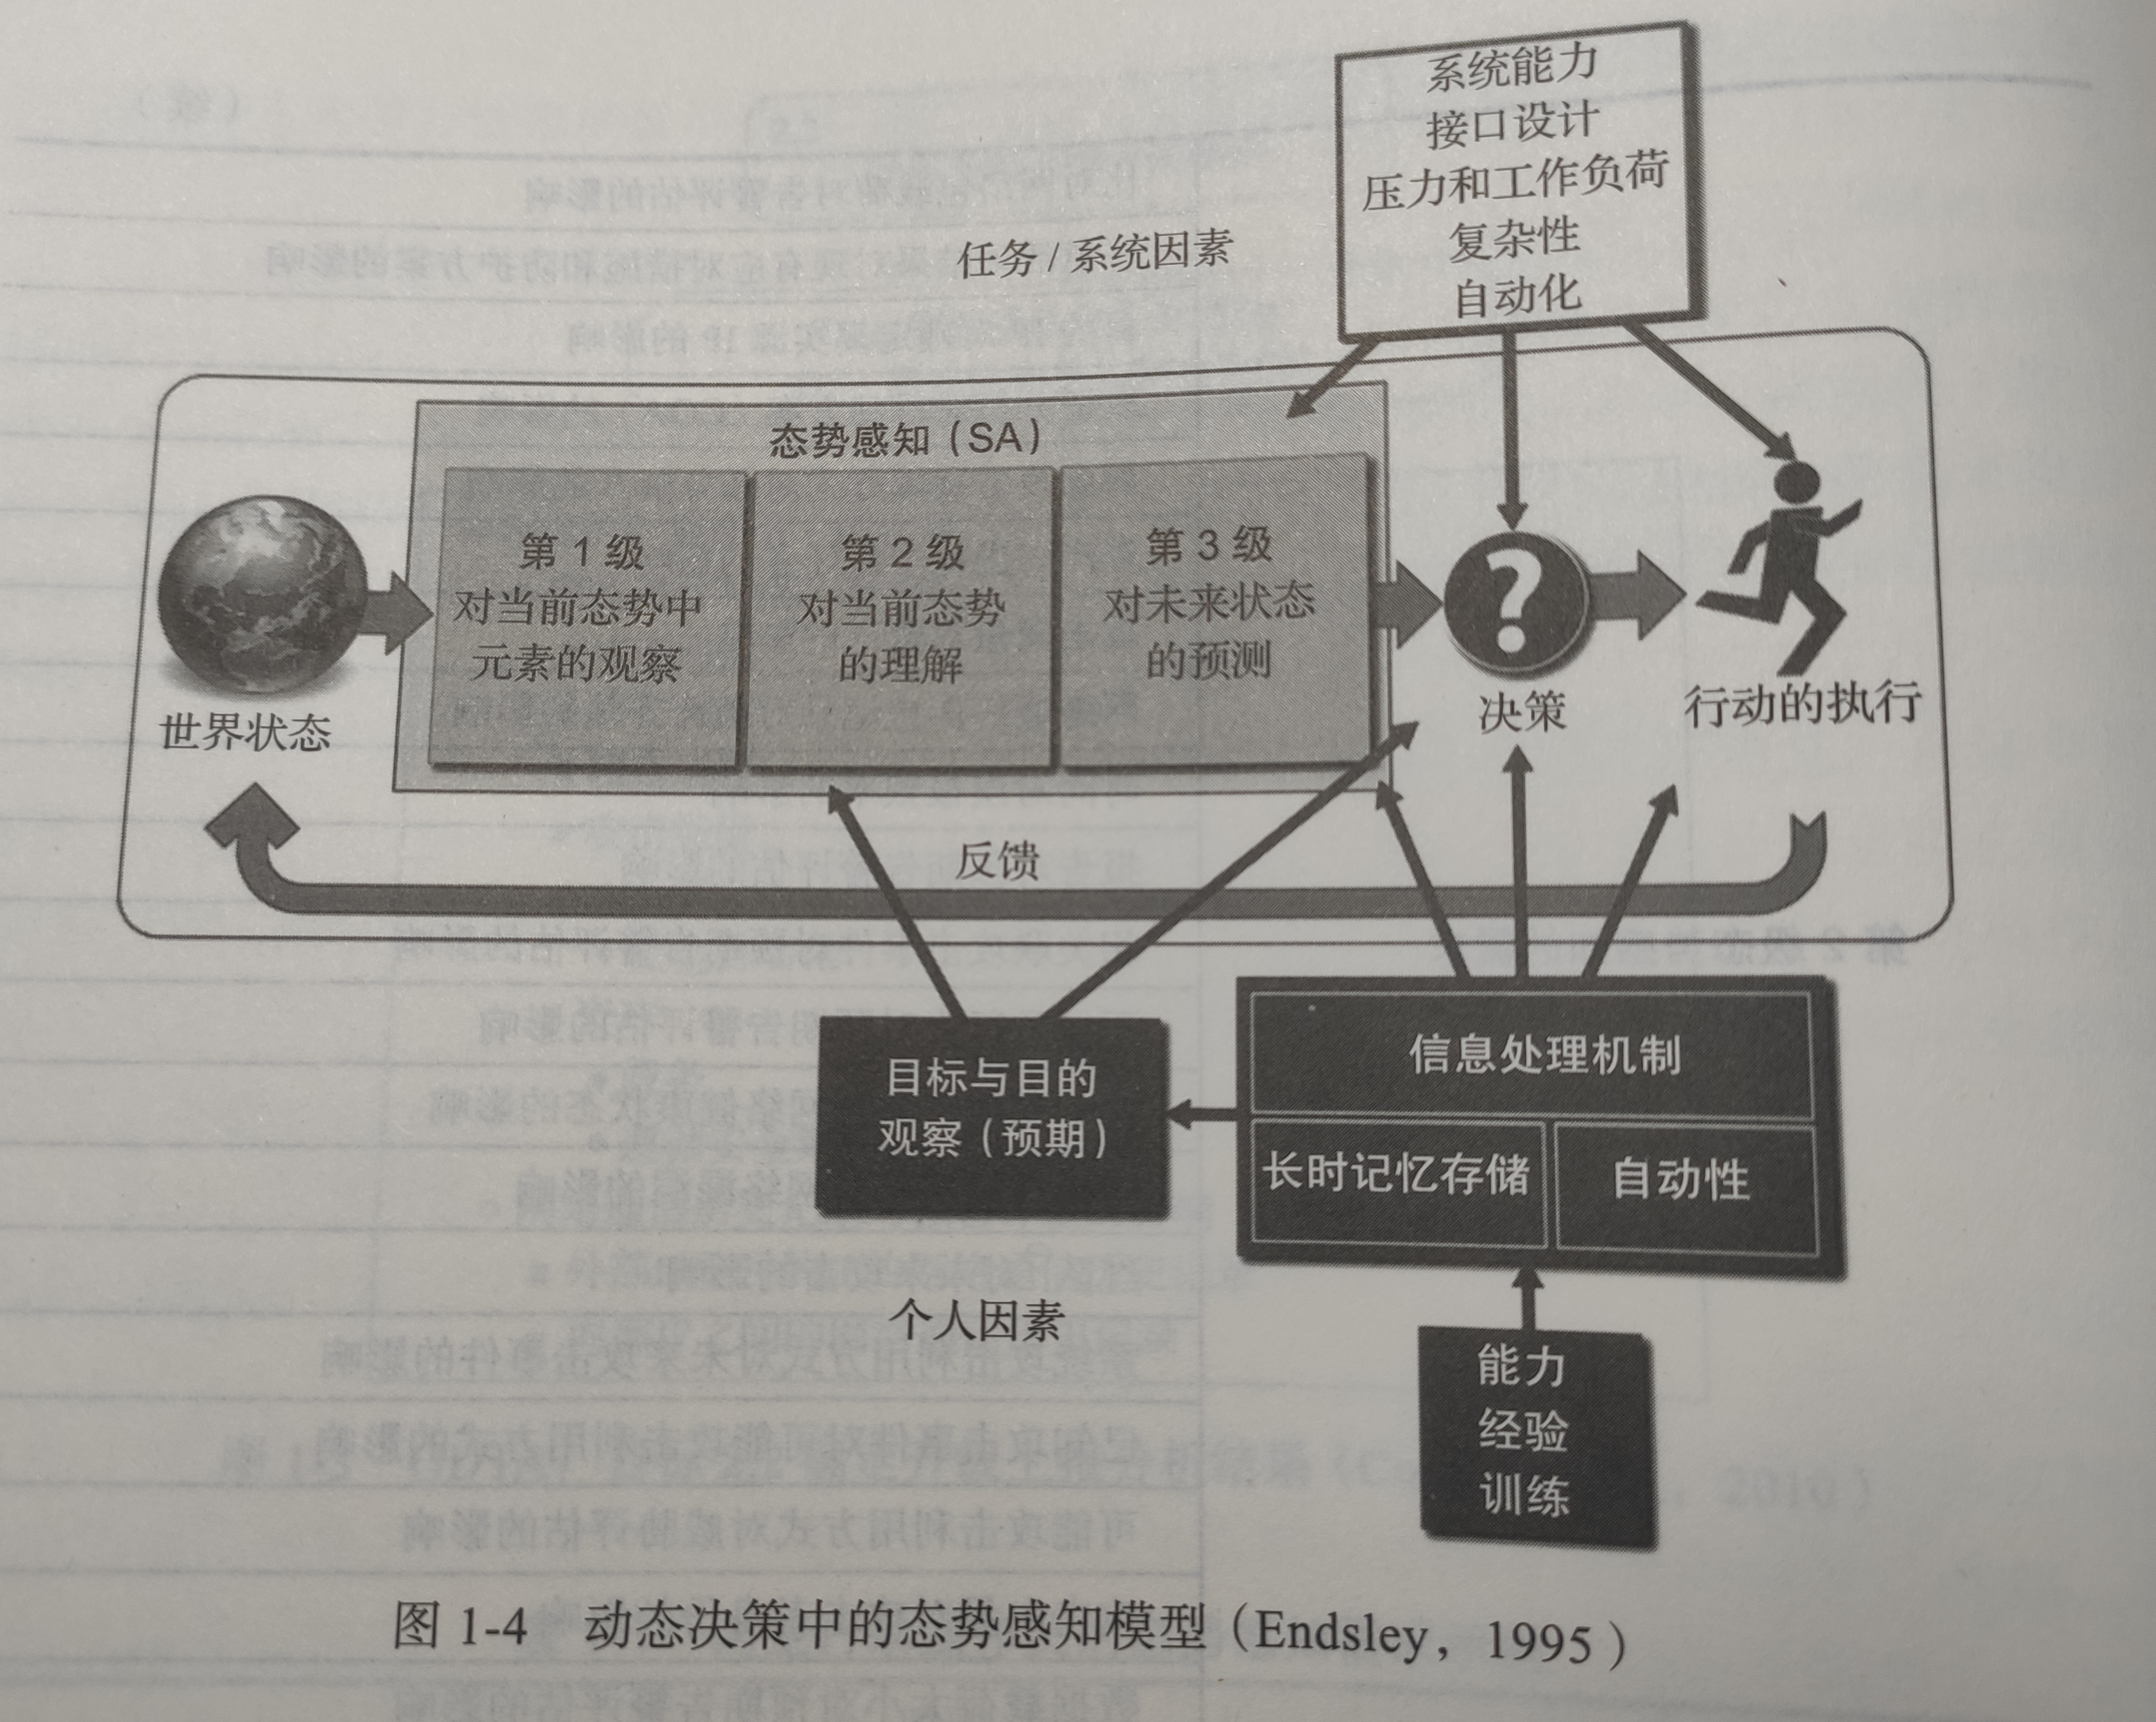 系统能力
接口设计
压力和工作负荷
复杂性
自动化
任务 / 系统因素
态势感知（SA）
第 1 级
对当前态势中
元素的观察
第 2 级
对当前态势
的理解
第 3 级
对未来状态
的预测
世界状态
决策
行动的执行
反馈
目标与目的
观察（预期）
信息处理机制
长时记忆存储
自动性
个人因素
能力
经验
训练
图 1-4 动态决策中的态势感知模型（Endsley，1995）